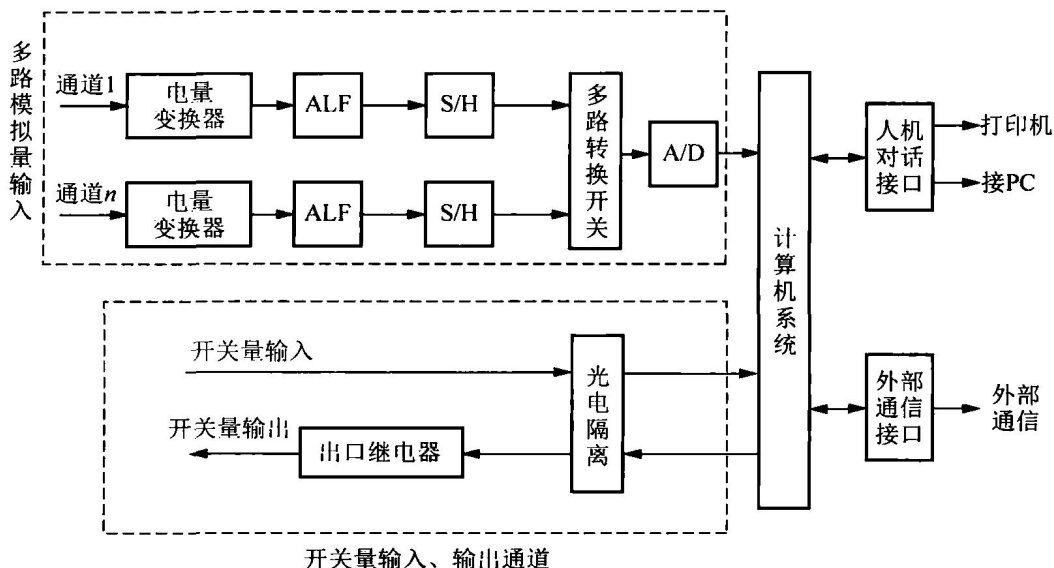 多路模拟量输入
通道1
电量
变换器
ALF
S/H
通道n
电量
变换器
ALF
S/H
多路转换开关
A/D
计算机系统
人机
对话
接口
打印机
接PC
开关量输入
光电隔离
开关量输出
出口继电器
外部
通信
接口
外部
通信
开关量输入、输出通道